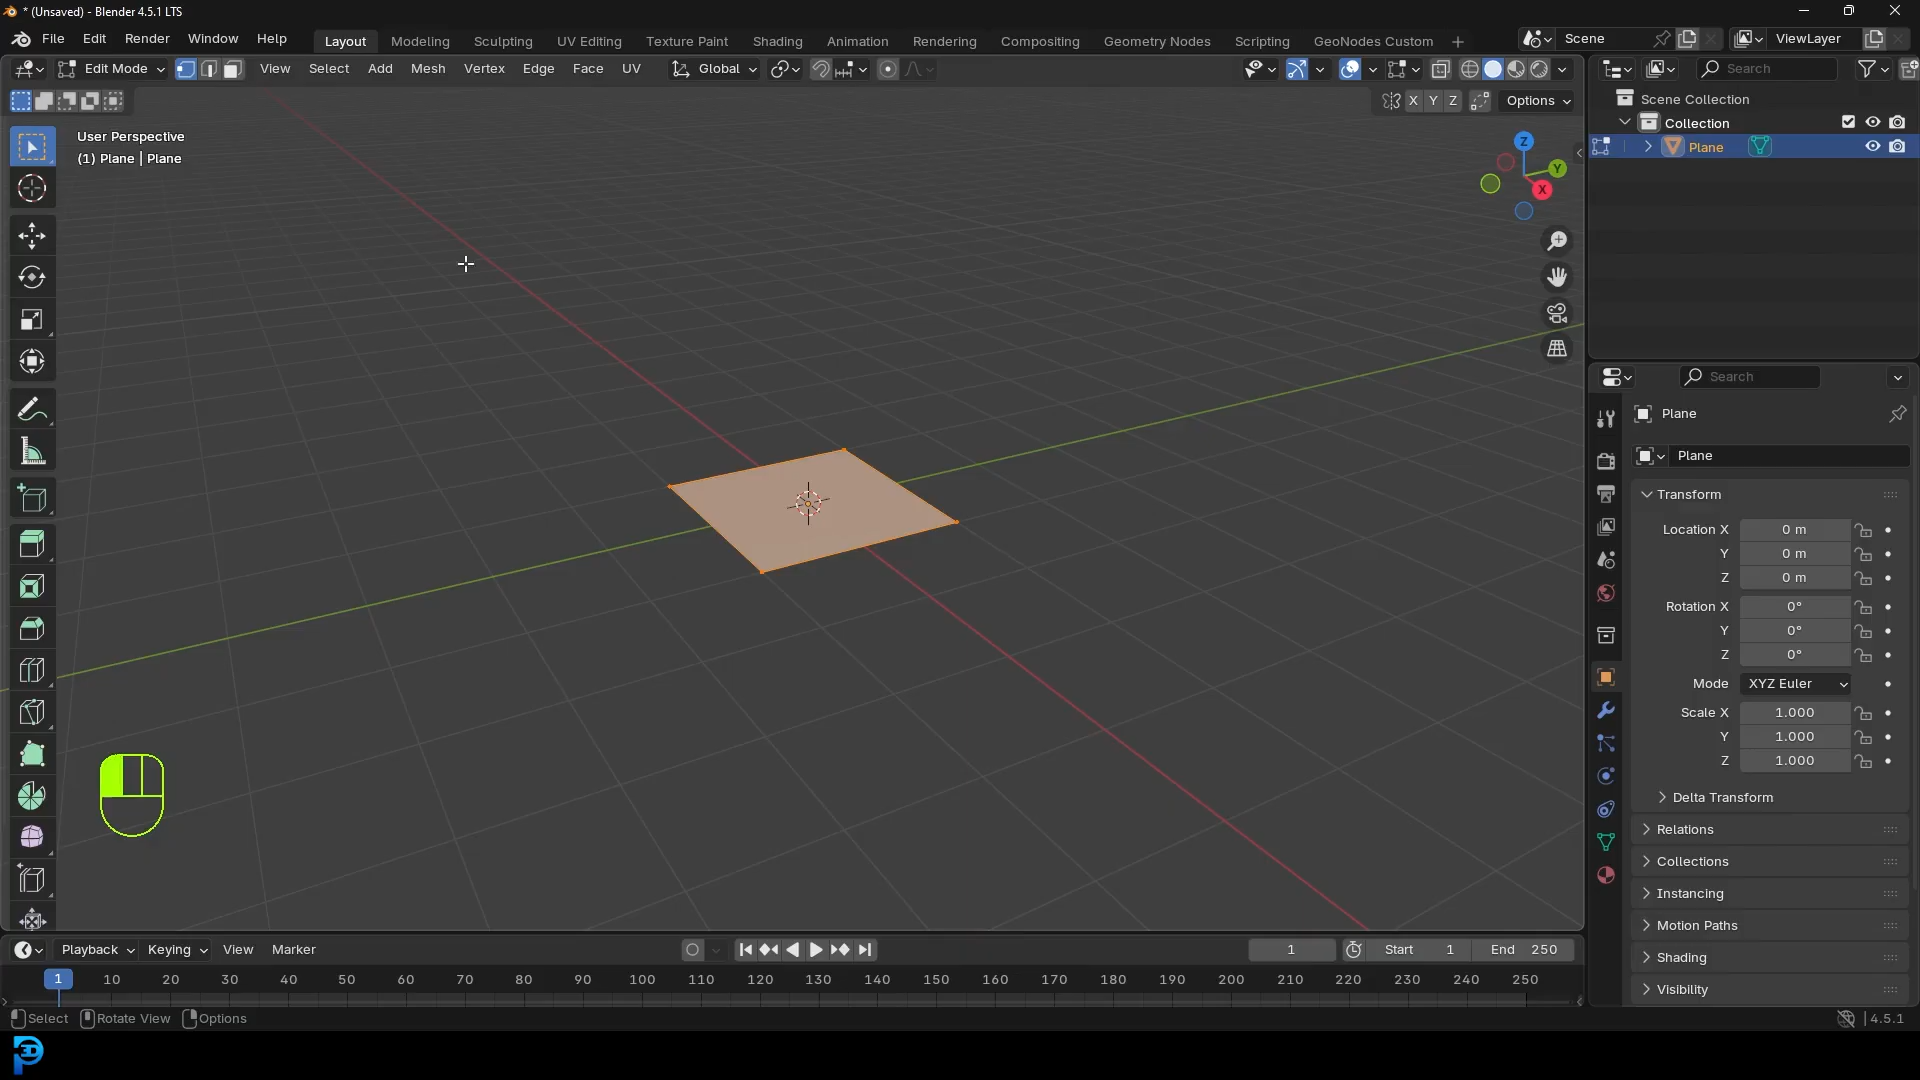 * (Unsaved) - Blender 4.5.1 LTS
File Edit Render Window Help Layout Modeling Sculpting UV Editing Texture Paint Shading Animation Rendering Compositing Geometry Nodes Scripting GeoNodes Custom + Scene ViewLayer
Edit Mode View Select Add Mesh Vertex Edge Face UV Global Search
X Y Z Options
Scene Collection
Collection
Plane
User Perspective
(1) Plane | Plane
Z
Y
X
Search
Plane
Plane
Transform
Location X 0 m
Y 0 m
Z 0 m
Rotation X 0°
Y 0°
Z 0°
Mode XYZ Euler
Scale X 1.000
Y 1.000
Z 1.000
Delta Transform
Relations
Collections
Instancing
Motion Paths
Shading
Visibility
Playback Keying View Marker 1 Start 1 End 250
1 10 20 30 40 50 60 70 80 90 100 110 120 130 140 150 160 170 180 190 200 210 220 230 240 250
Select Rotate View Options 4.5.1
3D